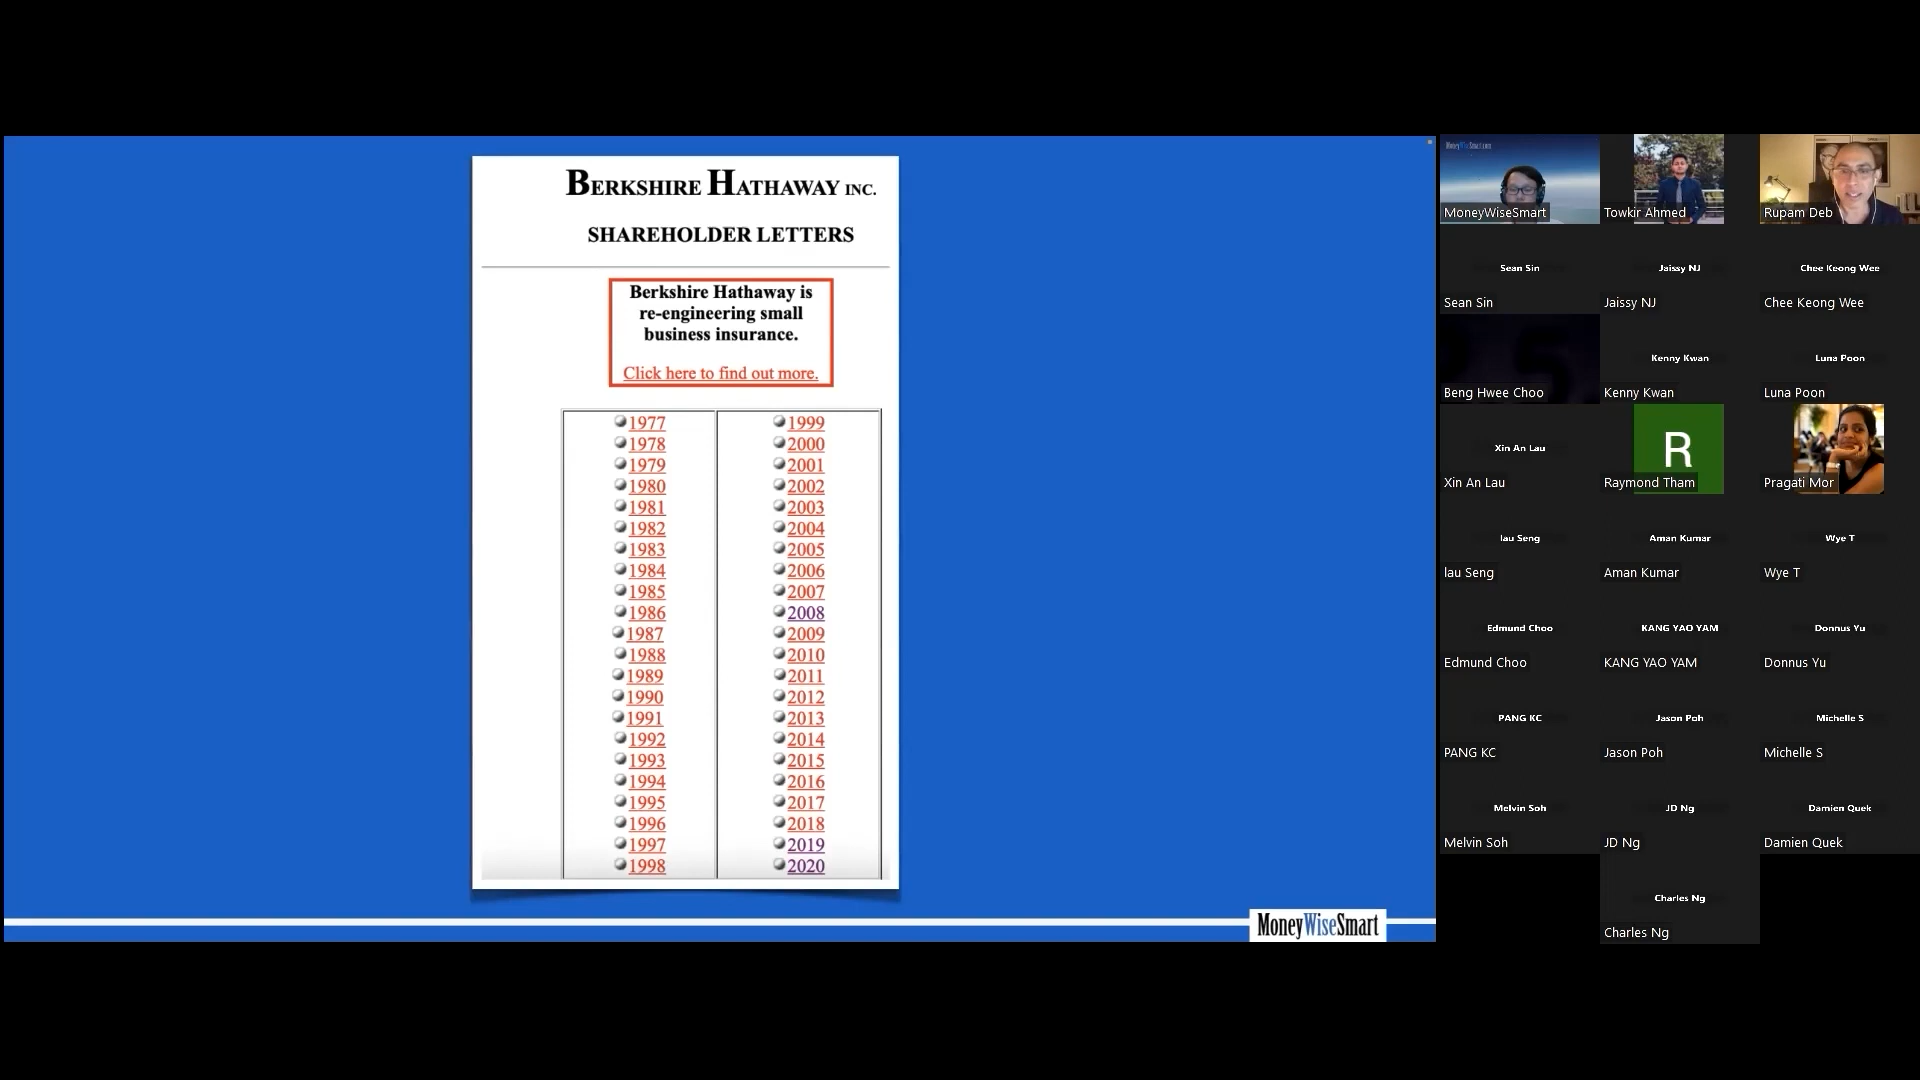 BERKSHIRE HATHAWAY INC.
SHAREHOLDER LETTERS
Berkshire Hathaway is
re-engineering small
business insurance.
Click here to find out more.
1977
1978
1979
1980
1981
1982
1983
1984
1985
1986
1987
1988
1989
1990
1991
1992
1993
1994
1995
1996
1997
1998
1999
2000
2001
2002
2003
2004
2005
2006
2007
2008
2009
2010
2011
2012
2013
2014
2015
2016
2017
2018
2019
2020
MoneyWiseSmart
MoneyWiseSmart
Towkir Ahmed
Rupam Deb
Sean Sin
Sean Sin
Jaissy NJ
Jaissy NJ
Chee Keong Wee
Chee Keong Wee
Beng Hwee Choo
Kenny Kwan
Kenny Kwan
Luna Poon
Luna Poon
Xin An Lau
Xin An Lau
R
Raymond Tham
Pragati Mor
lau Seng
lau Seng
Aman Kumar
Aman Kumar
Wye T
Wye T
Edmund Choo
Edmund Choo
KANG YAO YAM
KANG YAO YAM
Donnus Yu
Donnus Yu
PANG KC
PANG KC
Jason Poh
Jason Poh
Michelle S
Michelle S
Melvin Soh
Melvin Soh
JD Ng
JD Ng
Damien Quek
Damien Quek
Charles Ng
Charles Ng